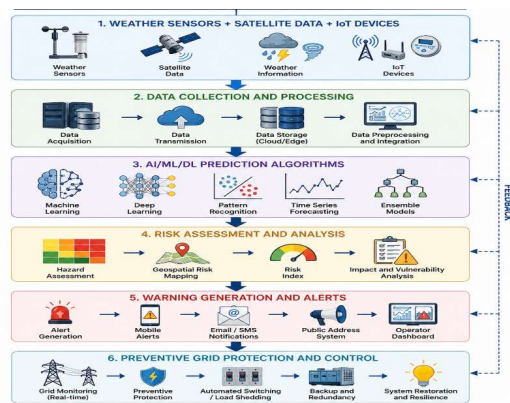 1. WEATHER SENSORS + SATELLITE DATA + IoT DEVICES
Weather
Sensors
Satellite
Data
Weather
Information
IoT
Devices
2. DATA COLLECTION AND PROCESSING
Data
Acquisition
Data
Transmission
Data Storage
(Cloud/Edge)
Data Preprocessing
and Integration
3. AI/ML/DL PREDICTION ALGORITHMS
Machine
Learning
Deep
Learning
Pattern
Recognition
Time Series
Forecasting
Ensemble
Models
4. RISK ASSESSMENT AND ANALYSIS
Hazard
Assessment
Geospatial Risk
Mapping
Risk
Index
Impact and Vulnerability
Analysis
5. WARNING GENERATION AND ALERTS
Alert
Generation
Mobile
Alerts
@
Email / SMS
Notifications
Public Address
System
Operator
Dashboard
6. PREVENTIVE GRID PROTECTION AND CONTROL
Grid Monitoring
(Real-time)
Preventive
Protection
Automated Switching
/ Load Shedding
Backup and
Redundancy
System Restoration
and Resilience
FEEDBACK